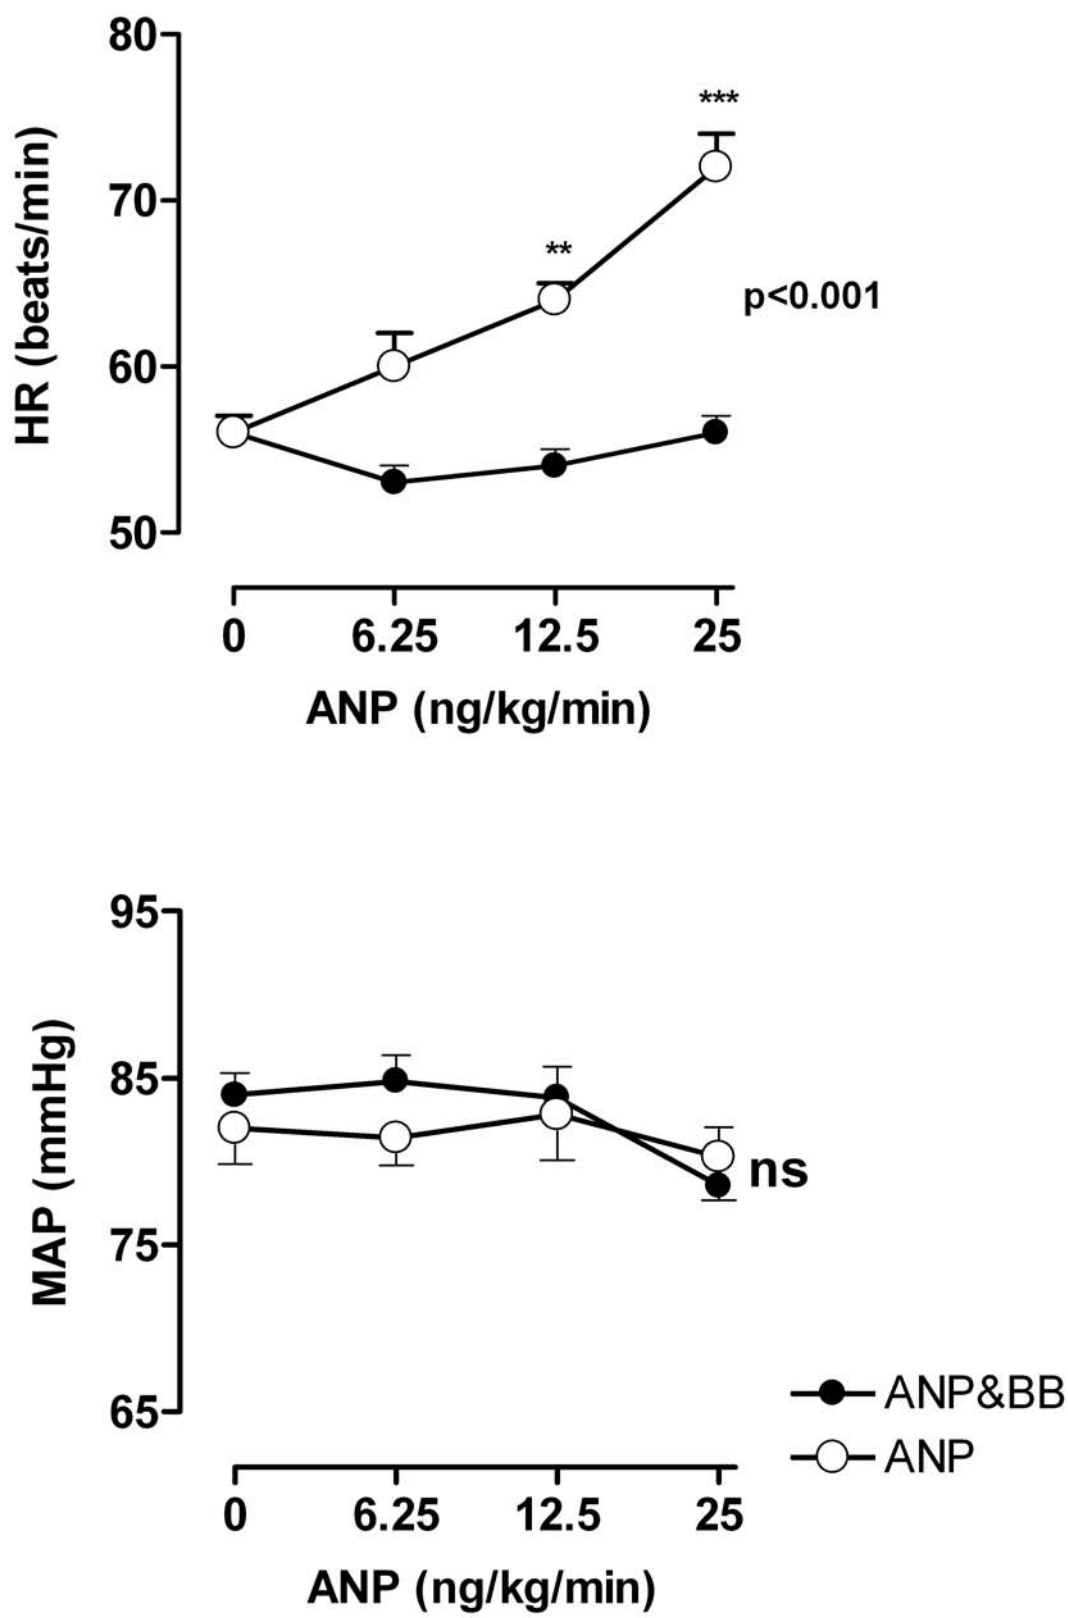 80
***
70
**
HR (beats/min)
p<0.001
60
50
0 6.25 12.5 25
ANP (ng/kg/min)
95
85
MAP (mmHg)
ns
75
65
ANP&BB
ANP
0 6.25 12.5 25
ANP (ng/kg/min)